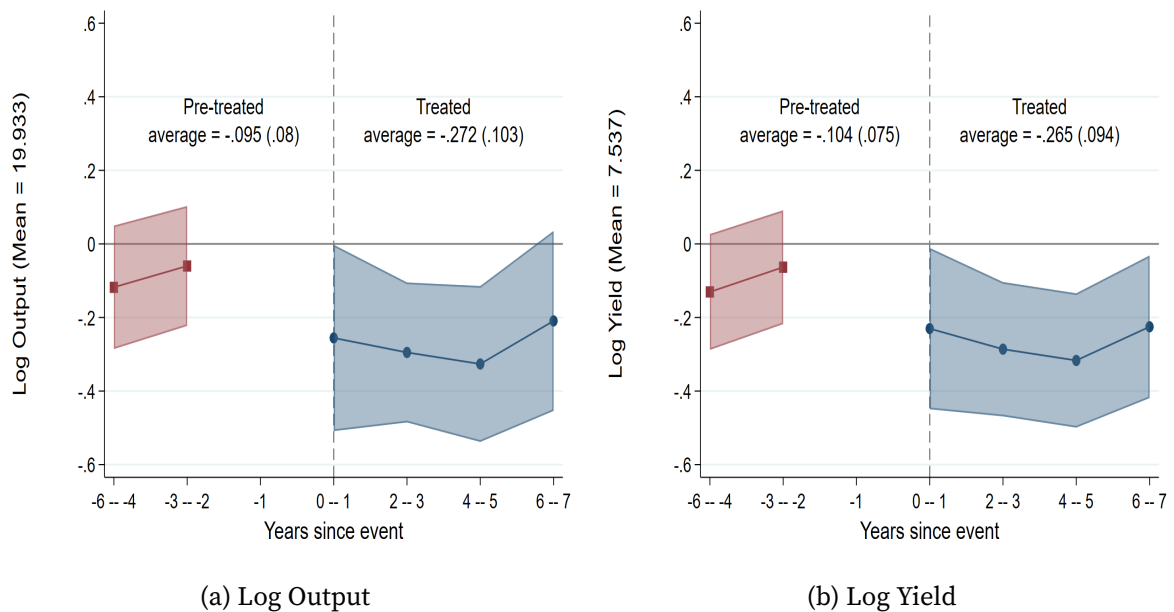 Log Output (Mean = 19.933)
.6
.4
.2
0
-.2
-.4
-.6
Pre-treated
average = -.095 (.08)
Treated
average = -.272 (.103)
-6 -- -4
-3 -- -2
-1
0 -- 1
2 -- 3
4 -- 5
6 -- 7
Years since event
(a) Log Output
Log Yield (Mean = 7.537)
.6
.4
.2
0
-.2
-.4
-.6
Pre-treated
average = -.104 (.075)
Treated
average = -.265 (.094)
-6 -- -4
-3 -- -2
-1
0 -- 1
2 -- 3
4 -- 5
6 -- 7
Years since event
(b) Log Yield